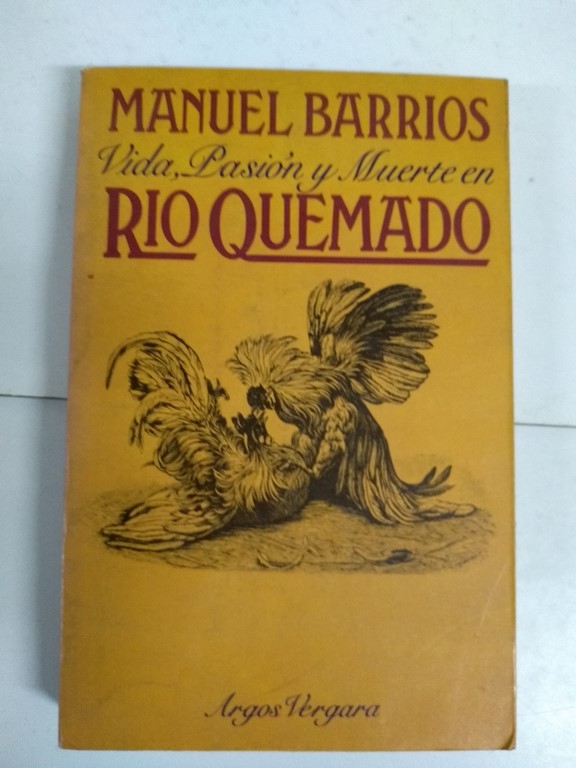 MANUEL BARRIOS
Vida, Pasión y Muerte en
RIO QUEMADO
Argos Vergara